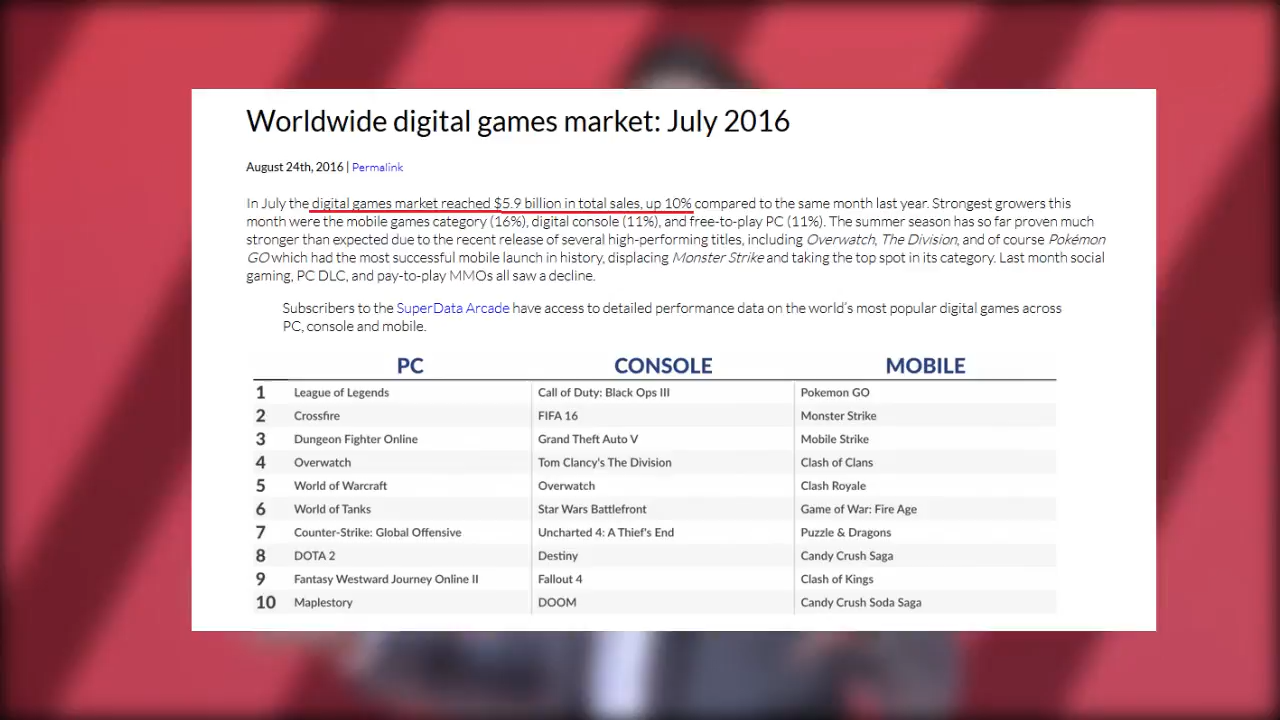 Worldwide digital games market: July 2016
August 24th, 2016 | Permalink
In July the digital games market reached $5.9 billion in total sales, up 10% compared to the same month last year. Strongest growers this
month were the mobile games category (16%), digital console (11%), and free-to-play PC (11%). The summer season has so far proven much
stronger than expected due to the recent release of several high-performing titles, including Overwatch, The Division, and of course Pokémon
GO which had the most successful mobile launch in history, displacing Monster Strike and taking the top spot in its category. Last month social
gaming, PC DLC, and pay-to-play MMOs all saw a decline.
Subscribers to the SuperData Arcade have access to detailed performance data on the world's most popular digital games across
PC, console and mobile.
PC CONSOLE MOBILE
1 League of Legends Call of Duty: Black Ops III Pokemon GO
2 Crossfire FIFA 16 Monster Strike
3 Dungeon Fighter Online Grand Theft Auto V Mobile Strike
4 Overwatch Tom Clancy's The Division Clash of Clans
5 World of Warcraft Overwatch Clash Royale
6 World of Tanks Star Wars Battlefront Game of War: Fire Age
7 Counter-Strike: Global Offensive Uncharted 4: A Thief's End Puzzle & Dragons
8 DOTA 2 Destiny Candy Crush Saga
9 Fantasy Westward Journey Online II Fallout 4 Clash of Kings
10 Maplestory DOOM Candy Crush Soda Saga